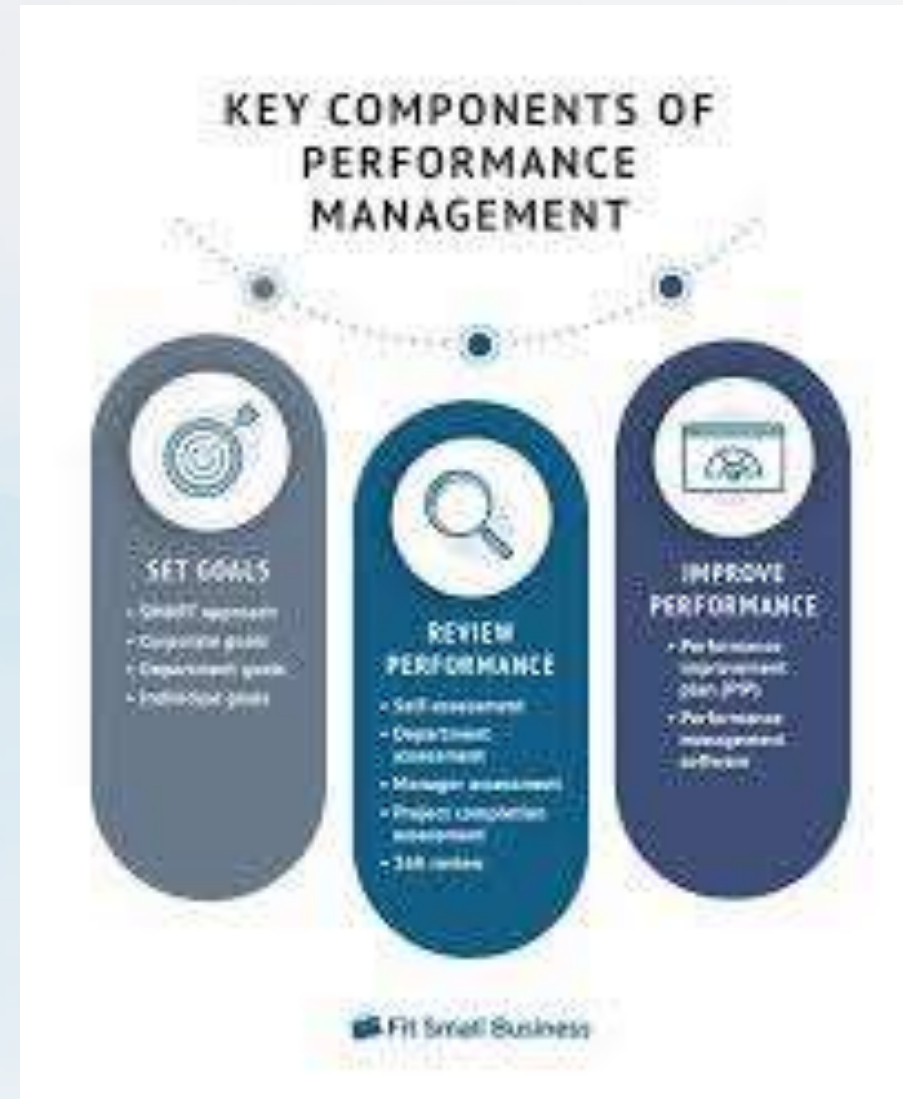 KEY COMPONENTS OF
PERFORMANCE
MANAGEMENT
SET GOALS
• SMART approach
• Corporate goals
• Department goals
• Individual goals
REVIEW
PERFORMANCE
• Self-assessment
• Department
assessment
• Manager assessment
• Project completion
assessment
• 360 review
IMPROVE
PERFORMANCE
• Performance
improvement
plan (PIP)
• Performance
management
software
Fit Small Business